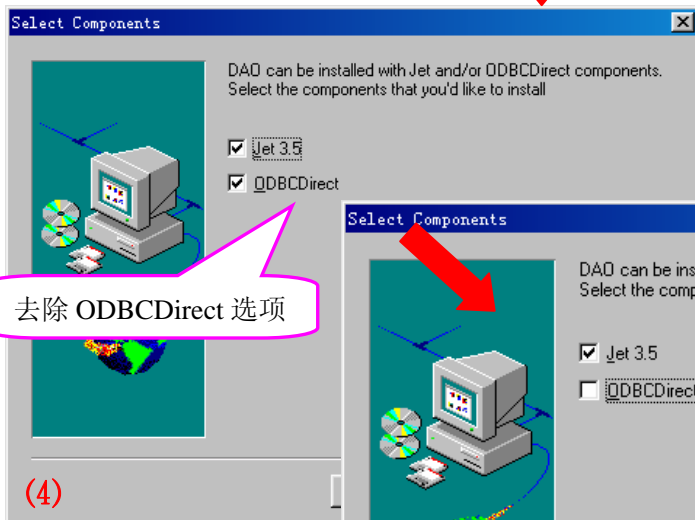 Select Components
DAO can be installed with Jet and/or ODBCDirect components.
Select the components that you'd like to install
Jet 3.5
ODBCDirect
去除 ODBCDirect 选项
(4)
Select Components
DAO can be ins
Select the comp
Jet 3.5
ODBCDirect